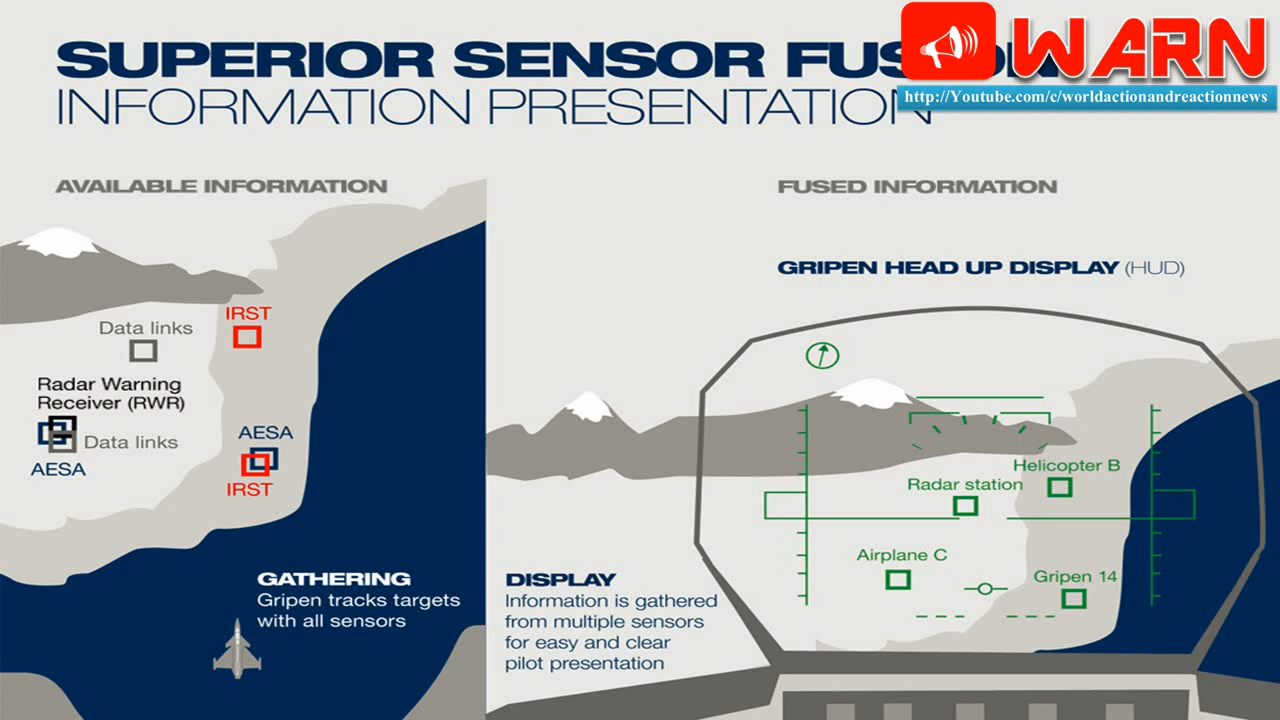 SUPERIOR SENSOR FUSION
INFORMATION PRESENTATION
WARN
http://Youtube.com/c/worldactionandreactionnews
AVAILABLE INFORMATION
IRST
Data links
Radar Warning
Receiver (RWR)
Data links
AESA
AESA
IRST
GATHERING
Gripen tracks targets
with all sensors
FUSED INFORMATION
GRIPEN HEAD UP DISPLAY (HUD)
Helicopter B
Radar station
Airplane C
Gripen 14
DISPLAY
Information is gathered
from multiple sensors
for easy and clear
pilot presentation